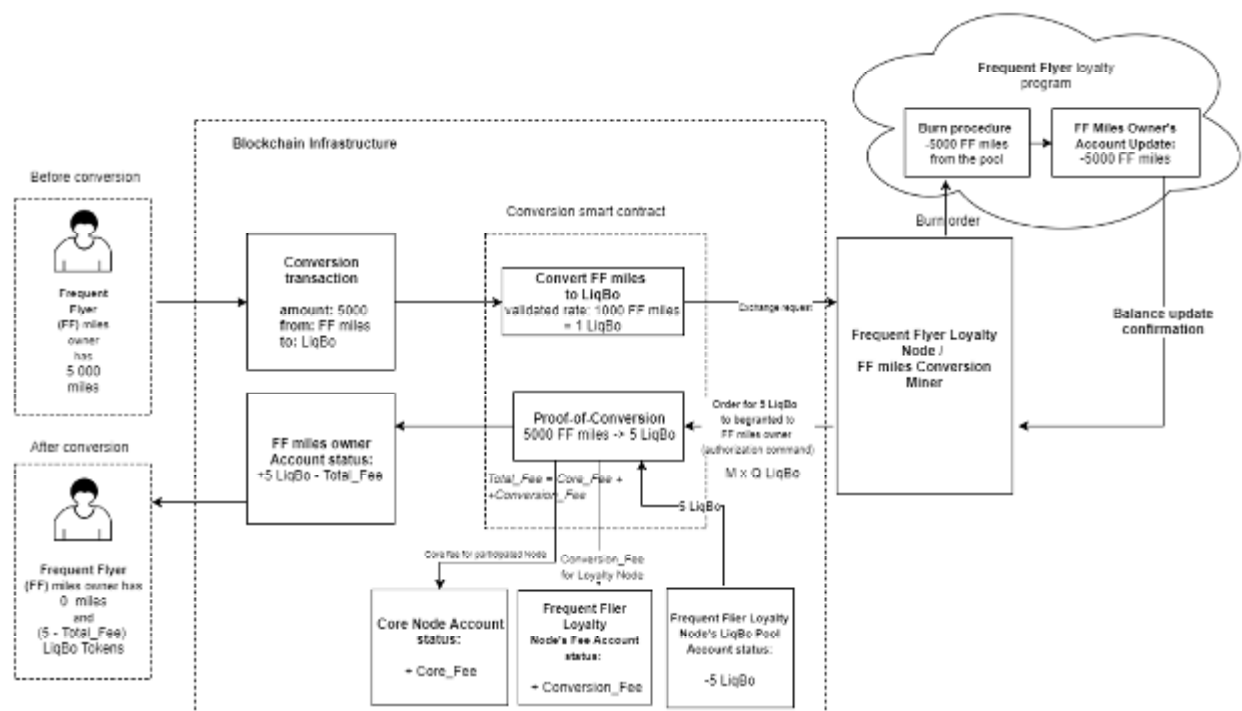 Frequent Flyer loyalty
program
Burn procedure
-5000 FF miles
from the pool
FF Miles Owner's
Account Update:
-5000 FF miles
Blockchain Infrastructure
Before conversion
Frequent
Flyer
(FF) miles
owner
has
5 000
miles
Conversion
transaction
amount: 5000
from: FF miles
to: LiqBo
Conversion smart contract
Convert FF miles
to LiqBo
validated rate: 1000 FF miles
= 1 LiqBo
Exchange request
Burn order
Frequent Flyer Loyalty
Node /
FF miles Conversion
Miner
Balance update
confirmation
After conversion
Frequent Flyer
(FF) miles owner has
0 miles
and
(5 - Total_Fee)
LiqBo Tokens
FF miles owner
Account status:
+5 LiqBo - Total_Fee
Proof-of-Conversion
5000 FF miles -> 5 LiqBo
Order for 5 LiqBo
to begranted to
FF miles owner
(authorization command)
M x Q LiqBo
Total_Fee = Core_Fee +
+Conversion_Fee
5 LiqBo
Core fee for participated Node
Conversion_Fee
for Loyalty Node
Core Node Account
status:
+ Core_Fee
Frequent Flier
Loyalty
Node's Fee Account
status:
+ Conversion_Fee
Frequent Flier Loyalty
Node's LiqBo Pool
Account status:
-5 LiqBo